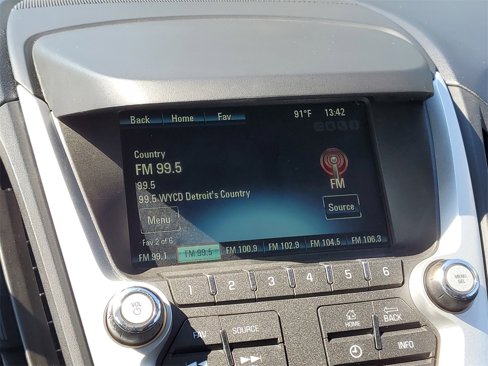 Back Home Fav 91°F 13:42
Country
FM 99.5
99.5
99.5 WYCD Detroit's Country
FM
Menu Source
Fav 2 of 6
FM 99.1 FM 99.5 FM 100.9 FM 102.9 FM 104.5 FM 106.3
1 2 3 4 5 6
VOL
MENU
SEL
FAV SOURCE HOME BACK
INFO